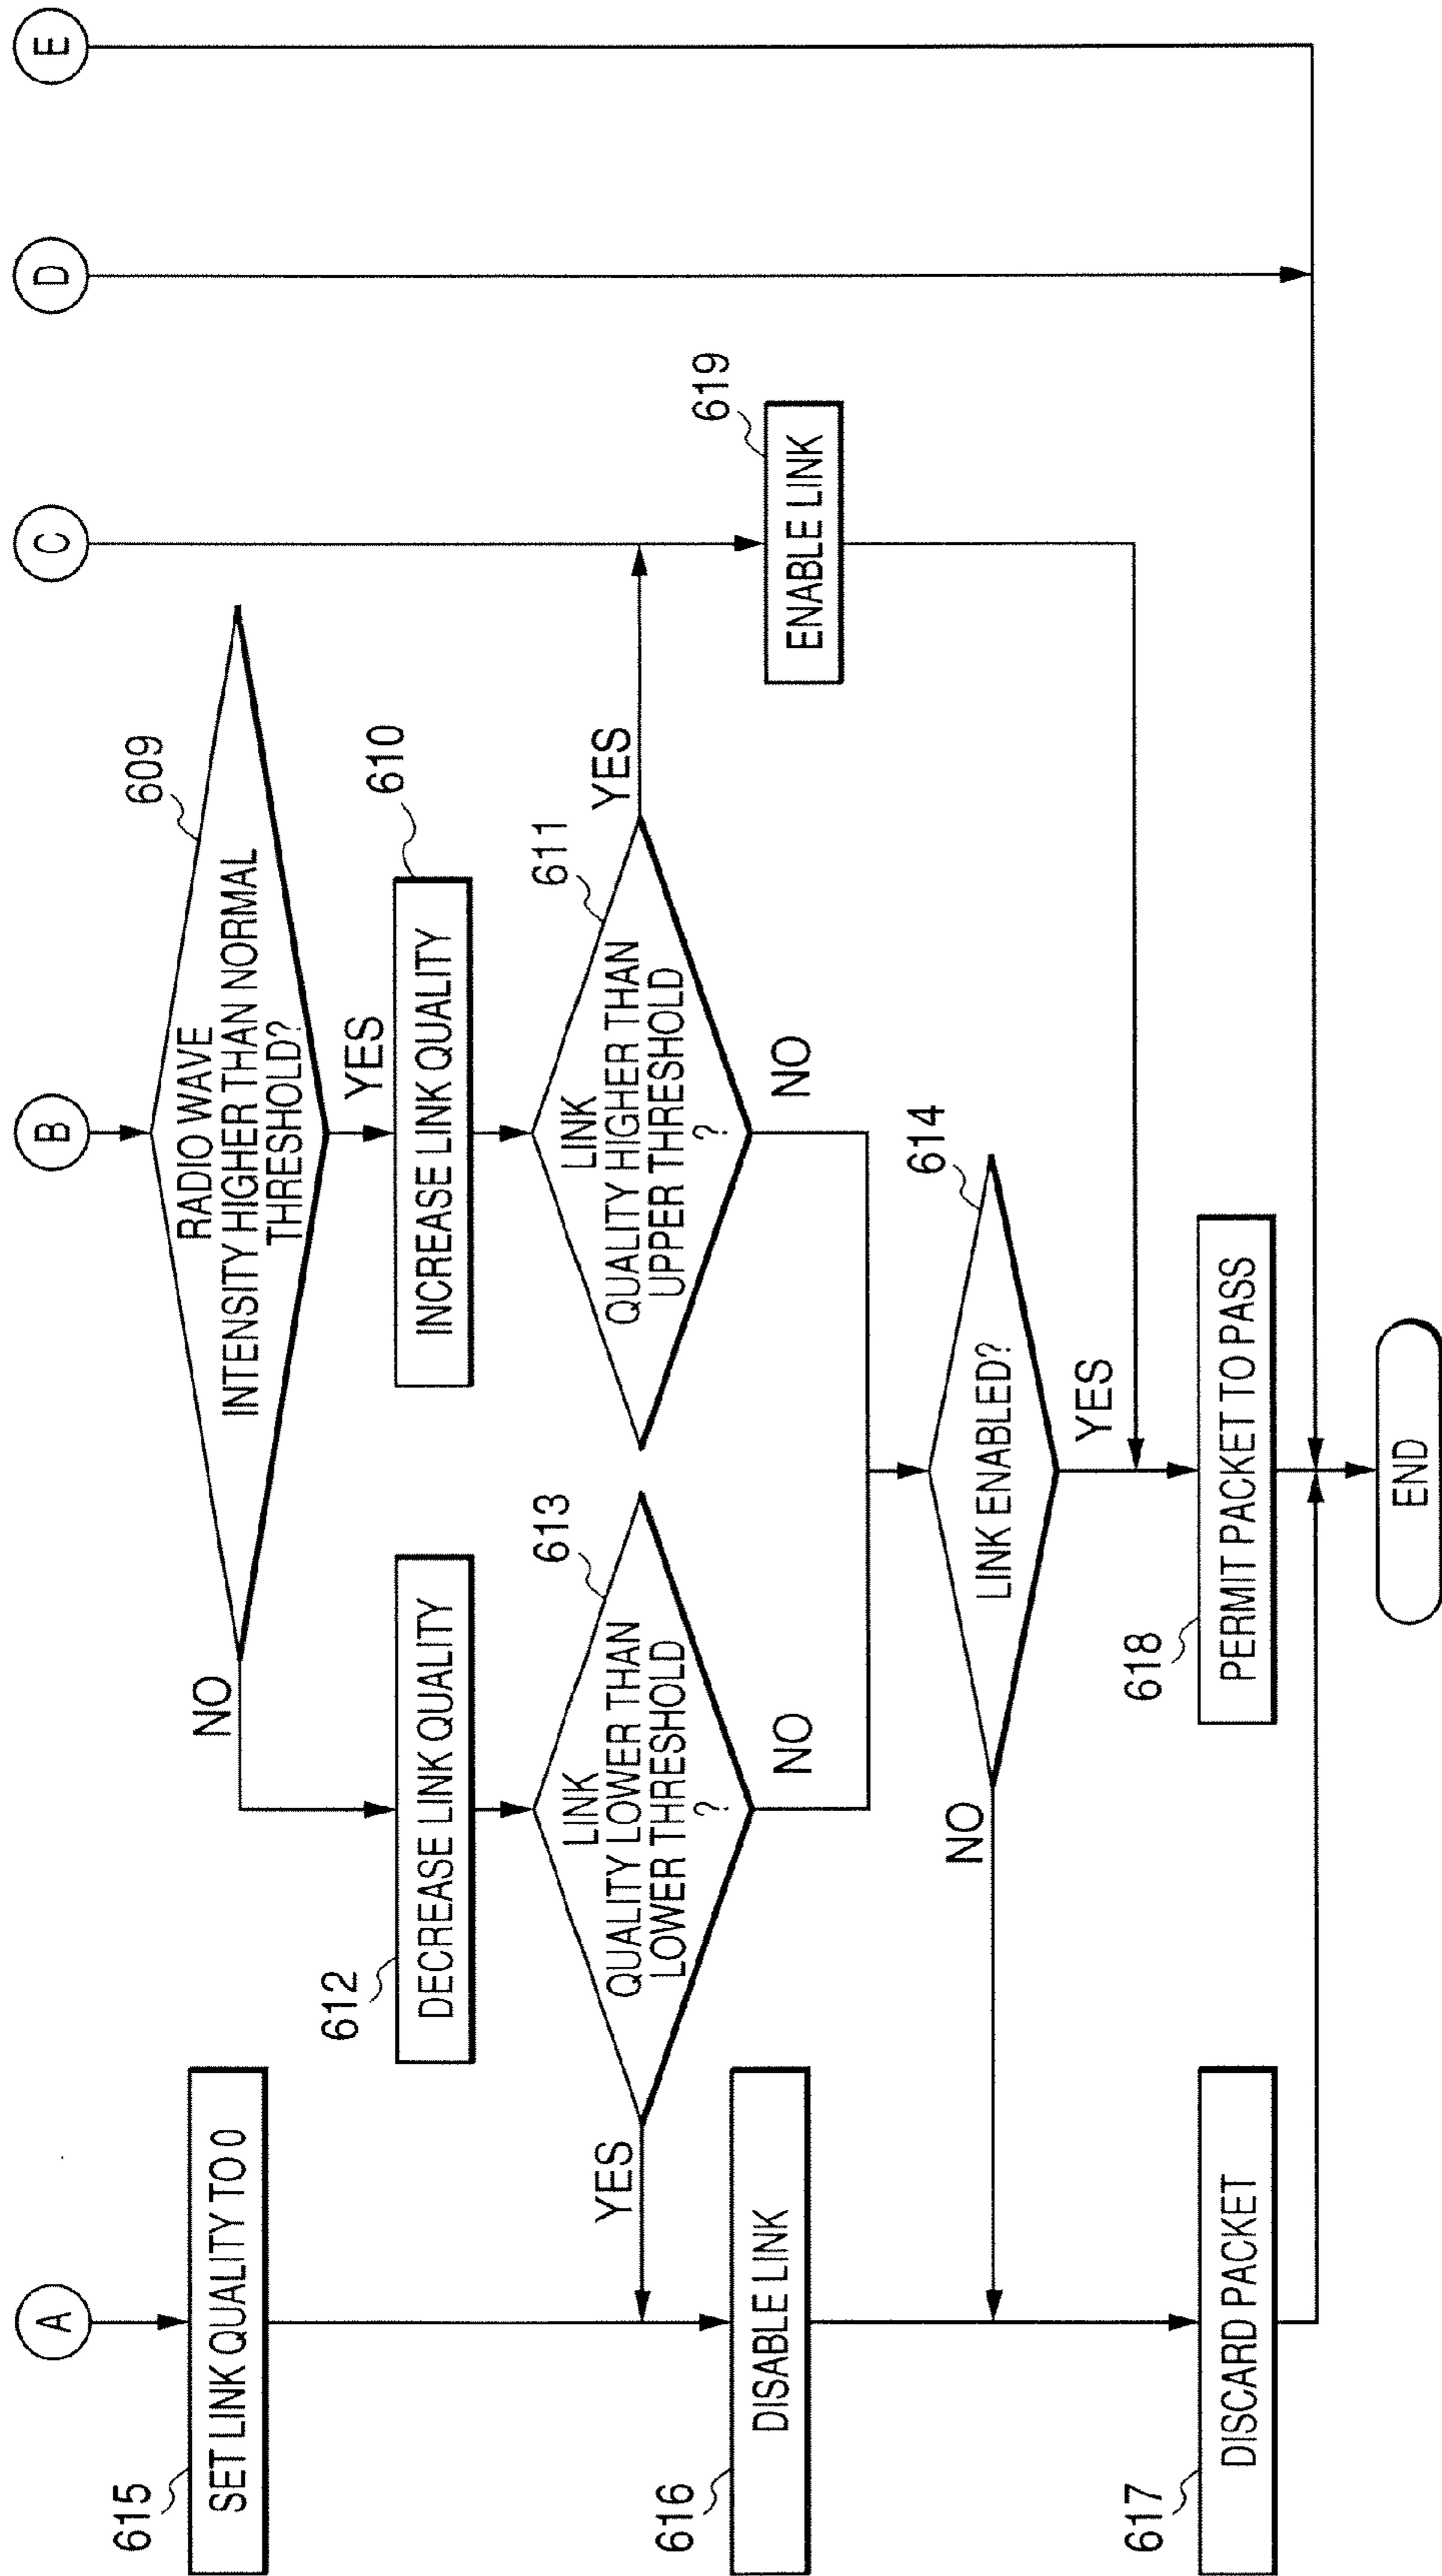 A
B
C
D
E
615
SET LINK QUALITY TO 0
609
RADIO WAVE
INTENSITY HIGHER THAN NORMAL
THRESHOLD?
NO
YES
612
DECREASE LINK QUALITY
610
INCREASE LINK QUALITY
613
LINK
QUALITY LOWER THAN
LOWER THRESHOLD
?
YES
NO
611
LINK
QUALITY HIGHER THAN
UPPER THRESHOLD
?
YES
NO
616
DISABLE LINK
619
ENABLE LINK
614
LINK ENABLED?
NO
YES
617
DISCARD PACKET
618
PERMIT PACKET TO PASS
END